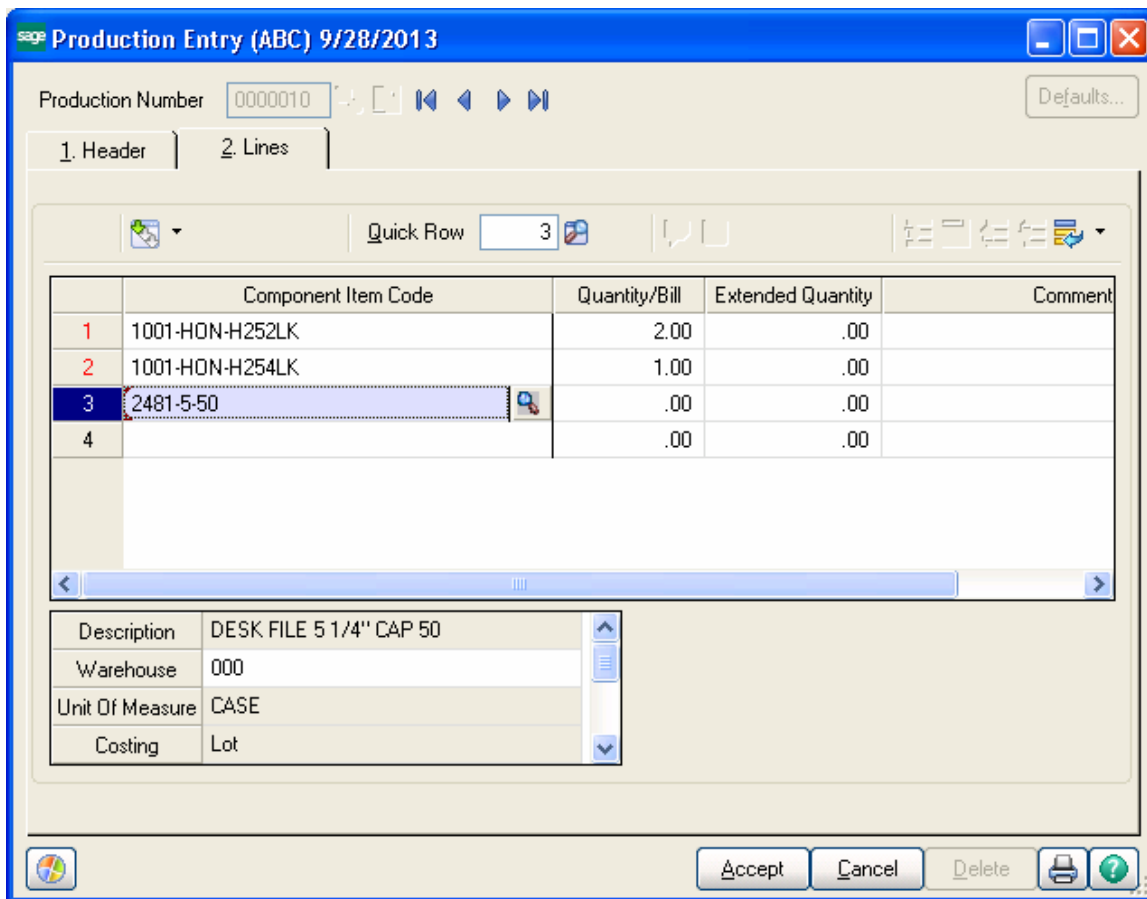 sage Production Entry (ABC) 9/28/2013
Production Number 0000010 Defaults...
1. Header 2. Lines
Quick Row 3
Component Item Code Quantity/Bill Extended Quantity Comment
1 1001-HON-H252LK 2.00 .00
2 1001-HON-H254LK 1.00 .00
3 2481-5-50 .00 .00
4 .00 .00
Description DESK FILE 5 1/4" CAP 50
Warehouse 000
Unit Of Measure CASE
Costing Lot
Accept Cancel Delete